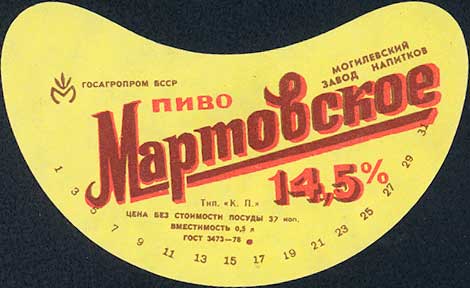 ГОСАГРОПРОМ БССР
МОГИЛЕВСКИЙ
ЗАВОД НАПИТКОВ
ПИВО
Мартовское
14,5%
Тип. «К. П.»
ЦЕНА БЕЗ СТОИМОСТИ ПОСУДЫ 37 коп.
ВМЕСТИМОСТЬ 0,5 л
ГОСТ 3473—78
1 3 5 7 9 11 13 15 17 19 21 23 25 27 29 31